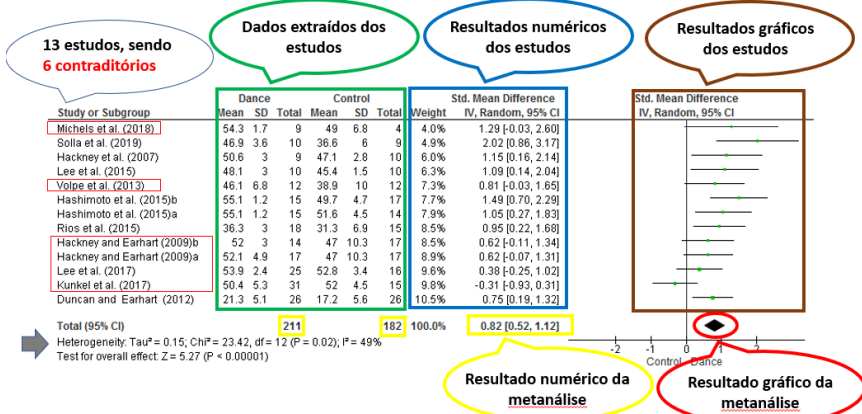 13 estudos, sendo
6 contraditórios
Dados extraídos dos
estudos
Resultados numéricos
dos estudos
Resultados gráficos
dos estudos
Dance Control Std. Mean Difference Std. Mean Difference
Study or Subgroup Mean SD Total Mean SD Total Weight IV, Random, 95% CI IV, Random, 95% CI
Michels et al. (2018) 54.3 1.7 9 49 6.8 4 4.0% 1.29 [-0.03, 2.60]
Solla et al. (2019) 46.9 3.6 10 36.6 6 9 5.0% 2.02 [0.86, 3.17]
Hackney et al. (2007) 50.6 3 9 47.1 2.8 10 6.0% 1.15 [0.16, 2.14]
Lee et al. (2015) 48.1 3 10 45.4 1.5 10 6.4% 1.09 [0.14, 2.04]
Volpe et al. (2013) 46.1 6.8 12 38.9 10 12 7.3% 0.81 [-0.03, 1.65]
Hashimoto et al. (2015)b 55.1 1.2 15 49.7 4.7 17 7.7% 1.49 [0.70, 2.29]
Hashimoto et al. (2015)a 55.1 1.2 15 51.6 4.5 14 7.8% 1.05 [0.27, 1.83]
Rios et al. (2015) 36.3 3 18 31.3 6.9 15 8.4% 0.95 [0.22, 1.68]
Hackney and Earhart (2009)b 52 3 14 47 10.3 17 8.5% 0.62 [-0.11, 1.34]
Hackney and Earhart (2009)a 52.1 4.9 17 47 10.3 17 8.9% 0.62 [-0.07, 1.31]
Lee et al. (2017) 53.9 2.4 25 52.8 3.4 16 9.6% 0.38 [-0.25, 1.02]
Kunkel et al. (2017) 50.4 5.3 31 52 4.5 15 9.8% -0.31 [-0.93, 0.31]
Duncan and Earhart (2012) 21.3 5.1 26 17.2 5.6 26 10.5% 0.75 [0.19, 1.32]
Total (95% CI) 211 182 100.0% 0.82 [0.52, 1.12]
Heterogeneity: Tau² = 0.15; Chi² = 23.42, df = 12 (P = 0.02); I² = 49%
Test for overall effect: Z = 5.27 (P < 0.00001)
-2 -1 0 1 2
Control Dance
Resultado numérico da
metanálise
Resultado gráfico da
metanálise